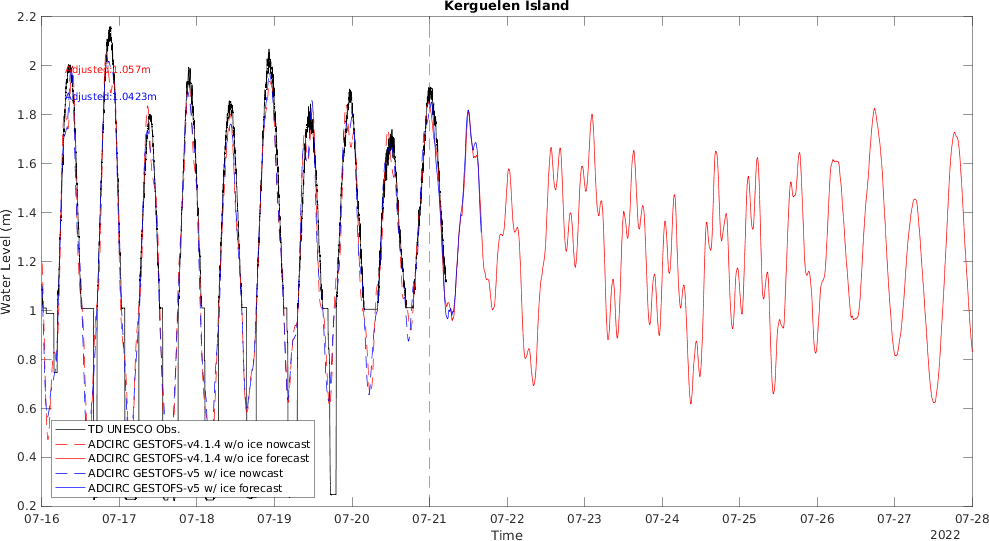 Kerguelen Island
2.2
2
1.8
1.6
1.4
1.2
1
0.8
0.6
0.4
0.2
Water Level (m)
Adjusted:1.057m
Adjusted:1.0423m
TD UNESCO Obs.
ADCIRC GESTOFS-v4.1.4 w/o ice nowcast
ADCIRC GESTOFS-v4.1.4 w/o ice forecast
ADCIRC GESTOFS-v5 w/ ice nowcast
ADCIRC GESTOFS-v5 w/ ice forecast
07-16 07-17 07-18 07-19 07-20 07-21 07-22 07-23 07-24 07-25 07-26 07-27 07-28
Time
2022